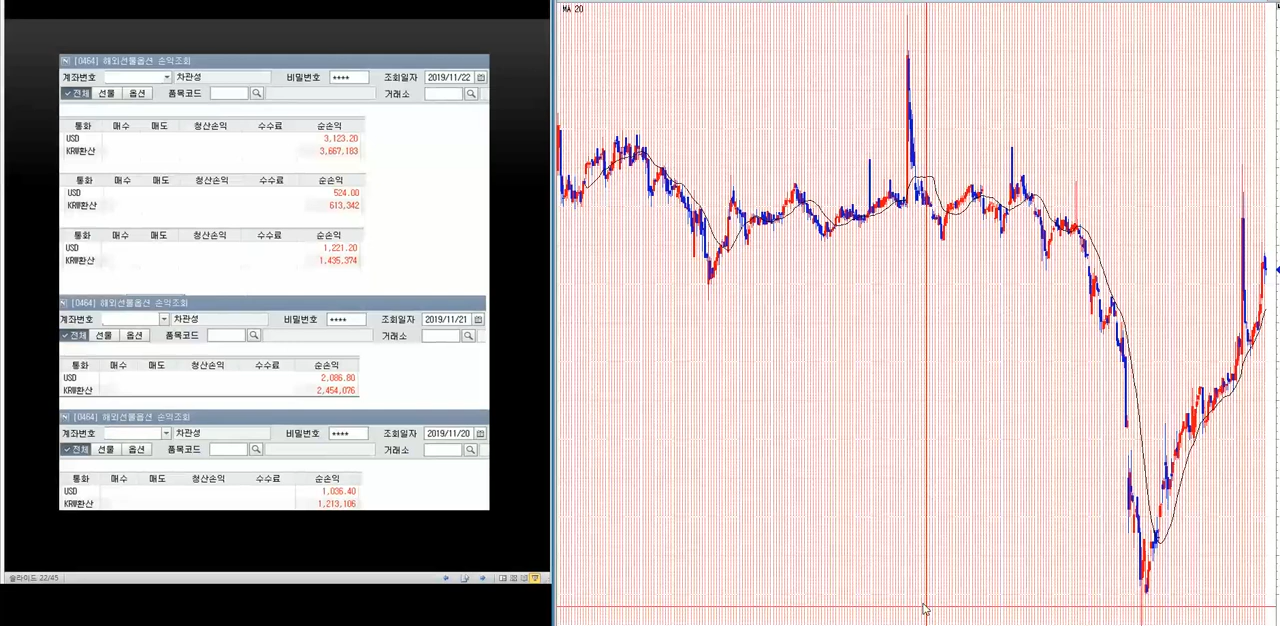 [0464] 해외선물옵션 손익조회
계좌번호 차관성 비밀번호 **** 조회일자 2019/11/22
✓전체 선물 옵션 품목코드 거래소
통화 매수 매도 청산손익 수수료 순손익
USD 3,123.20
KRW환산 3,667,183
통화 매수 매도 청산손익 수수료 순손익
USD 524.00
KRW환산 613,342
통화 매수 매도 청산손익 수수료 순손익
USD 1,221.20
KRW환산 1,435,374
[0464] 해외선물옵션 손익조회
계좌번호 차관성 비밀번호 **** 조회일자 2019/11/21
✓전체 선물 옵션 품목코드 거래소
통화 매수 매도 청산손익 수수료 순손익
USD 2,086.80
KRW환산 2,454,076
[0464] 해외선물옵션 손익조회
계좌번호 차관성 비밀번호 **** 조회일자 2019/11/20
✓전체 선물 옵션 품목코드 거래소
통화 매수 매도 청산손익 수수료 순손익
USD 1,036.40
KRW환산 1,213,106
슬라이드 22/45
MA 20